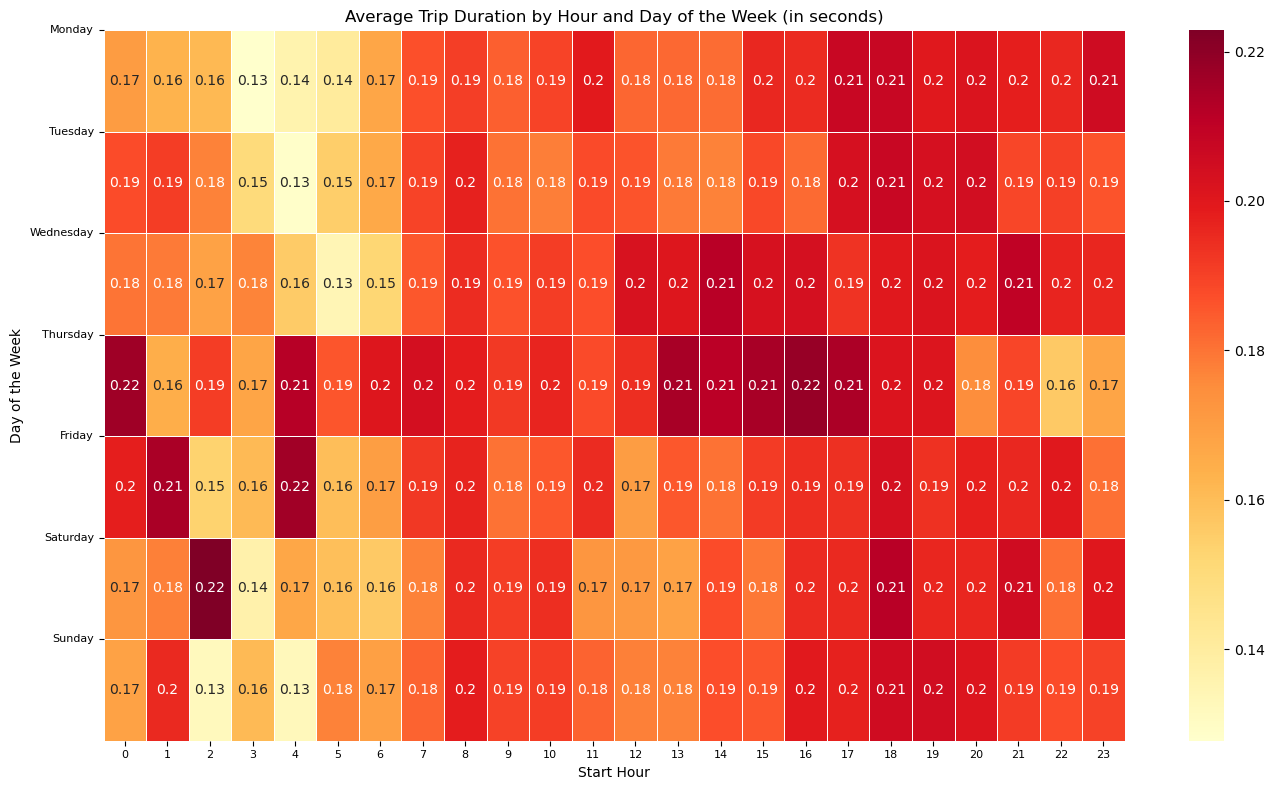 Average Trip Duration by Hour and Day of the Week (in seconds)
Monday
0.17 0.16 0.16 0.13 0.14 0.14 0.17 0.19 0.19 0.18 0.19 0.2 0.18 0.18 0.18 0.2 0.2 0.21 0.21 0.2 0.2 0.2 0.2 0.21
Tuesday
0.19 0.19 0.18 0.15 0.13 0.15 0.17 0.19 0.2 0.18 0.18 0.19 0.19 0.18 0.18 0.19 0.18 0.2 0.21 0.2 0.2 0.19 0.19 0.19
Wednesday
0.18 0.18 0.17 0.18 0.16 0.13 0.15 0.19 0.19 0.19 0.19 0.19 0.2 0.2 0.21 0.2 0.2 0.19 0.2 0.2 0.2 0.21 0.2 0.2
Thursday
0.22 0.16 0.19 0.17 0.21 0.19 0.2 0.2 0.2 0.19 0.2 0.19 0.19 0.21 0.21 0.21 0.22 0.21 0.2 0.2 0.18 0.19 0.16 0.17
Friday
0.2 0.21 0.15 0.16 0.22 0.16 0.17 0.19 0.2 0.18 0.19 0.2 0.17 0.19 0.18 0.19 0.19 0.19 0.2 0.19 0.2 0.2 0.2 0.18
Saturday
0.17 0.18 0.22 0.14 0.17 0.16 0.16 0.18 0.2 0.19 0.19 0.17 0.17 0.17 0.19 0.18 0.2 0.2 0.21 0.2 0.2 0.21 0.18 0.2
Sunday
0.17 0.2 0.13 0.16 0.13 0.18 0.17 0.18 0.2 0.19 0.19 0.18 0.18 0.18 0.19 0.19 0.2 0.2 0.21 0.2 0.2 0.19 0.19 0.19
0 1 2 3 4 5 6 7 8 9 10 11 12 13 14 15 16 17 18 19 20 21 22 23
Start Hour
Day of the Week
0.22
0.20
0.18
0.16
0.14